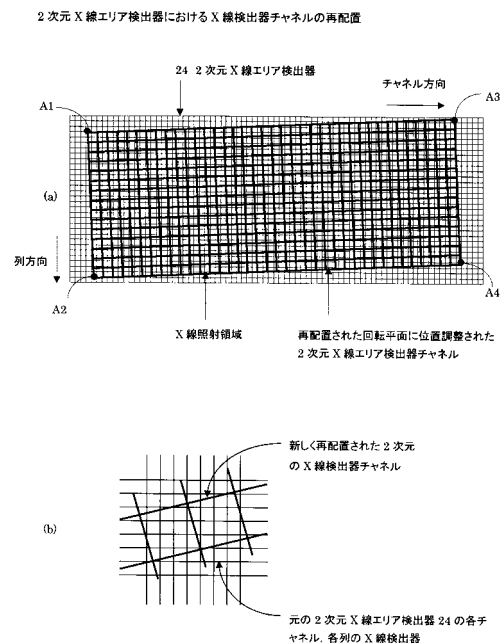 2次元X線エリア検出器におけるX線検出器チャネルの再配置
24 2次元X線エリア検出器
チャネル方向
A1
A3
(a)
列方向
A2
A4
X線照射領域
再配置された回転平面に位置調整された
2次元X線エリア検出器チャネル
新しく再配置された2次元
のX線検出器チャネル
(b)
元の2次元X線エリア検出器24の各チ
ャネル, 各列のX線検出器